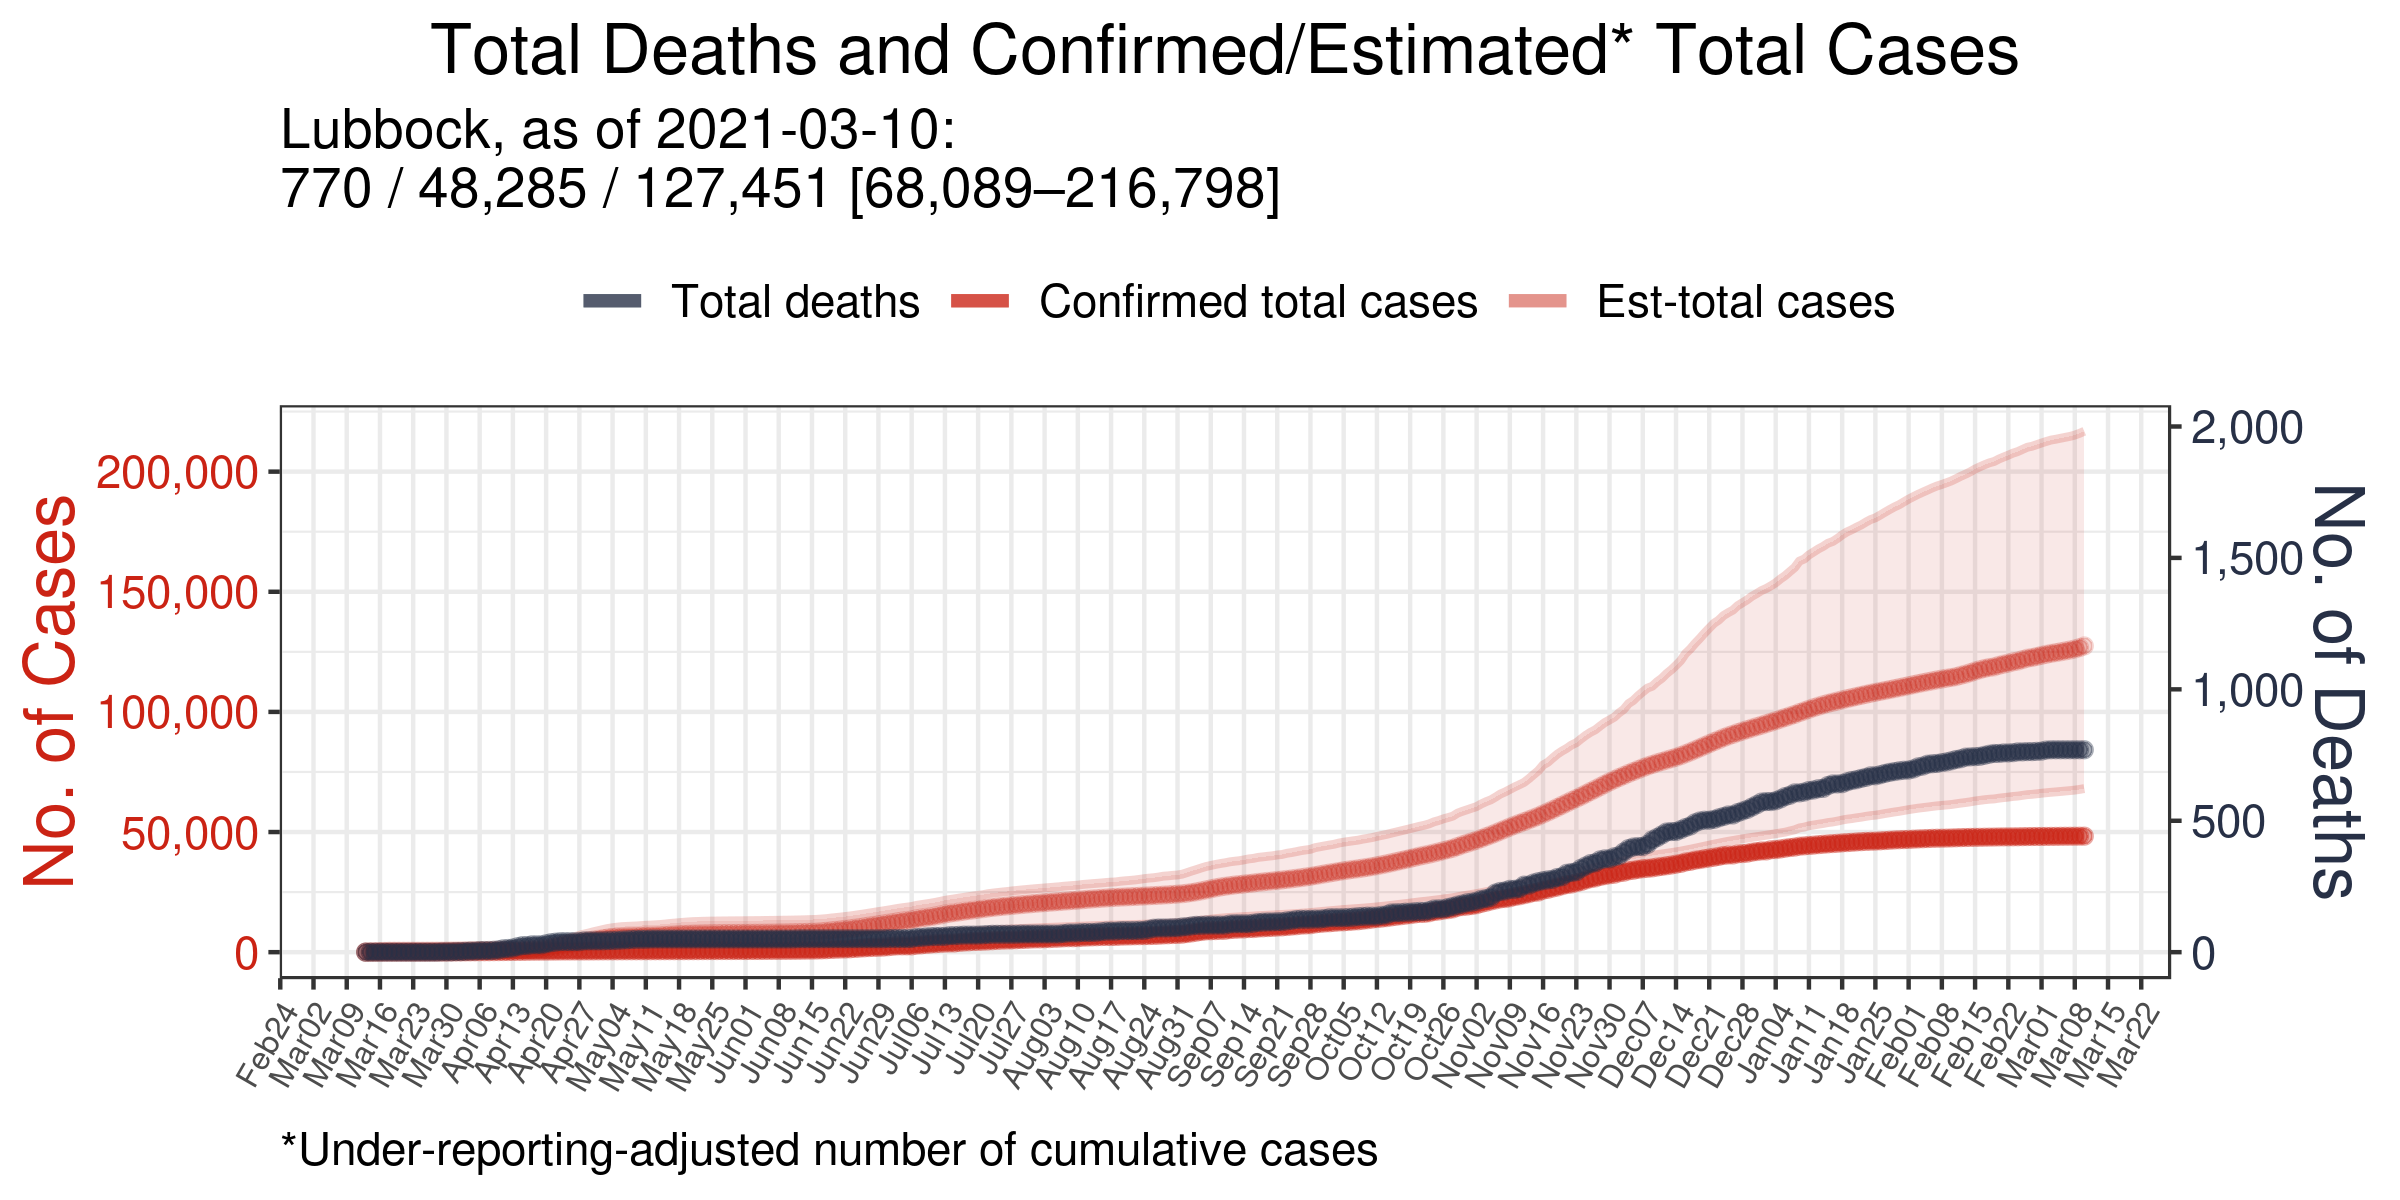 Total Deaths and Confirmed/Estimated* Total Cases
Lubbock, as of 2021-03-10:
770 / 48,285 / 127,451 [68,089–216,798]
Total deaths
Confirmed total cases
Est-total cases
No. of Cases
200,000
150,000
100,000
50,000
0
2,000
1,500
1,000
500
0
No. of Deaths
Feb24
Mar02
Mar09
Mar16
Mar23
Mar30
Apr06
Apr13
Apr20
Apr27
May04
May11
May18
May25
Jun01
Jun08
Jun15
Jun22
Jun29
Jul06
Jul13
Jul20
Jul27
Aug03
Aug10
Aug17
Aug24
Aug31
Sep07
Sep14
Sep21
Sep28
Oct05
Oct12
Oct19
Oct26
Nov02
Nov09
Nov16
Nov23
Nov30
Dec07
Dec14
Dec21
Dec28
Jan04
Jan11
Jan18
Jan25
Feb01
Feb08
Feb15
Feb22
Mar01
Mar08
Mar15
Mar22
*Under-reporting-adjusted number of cumulative cases